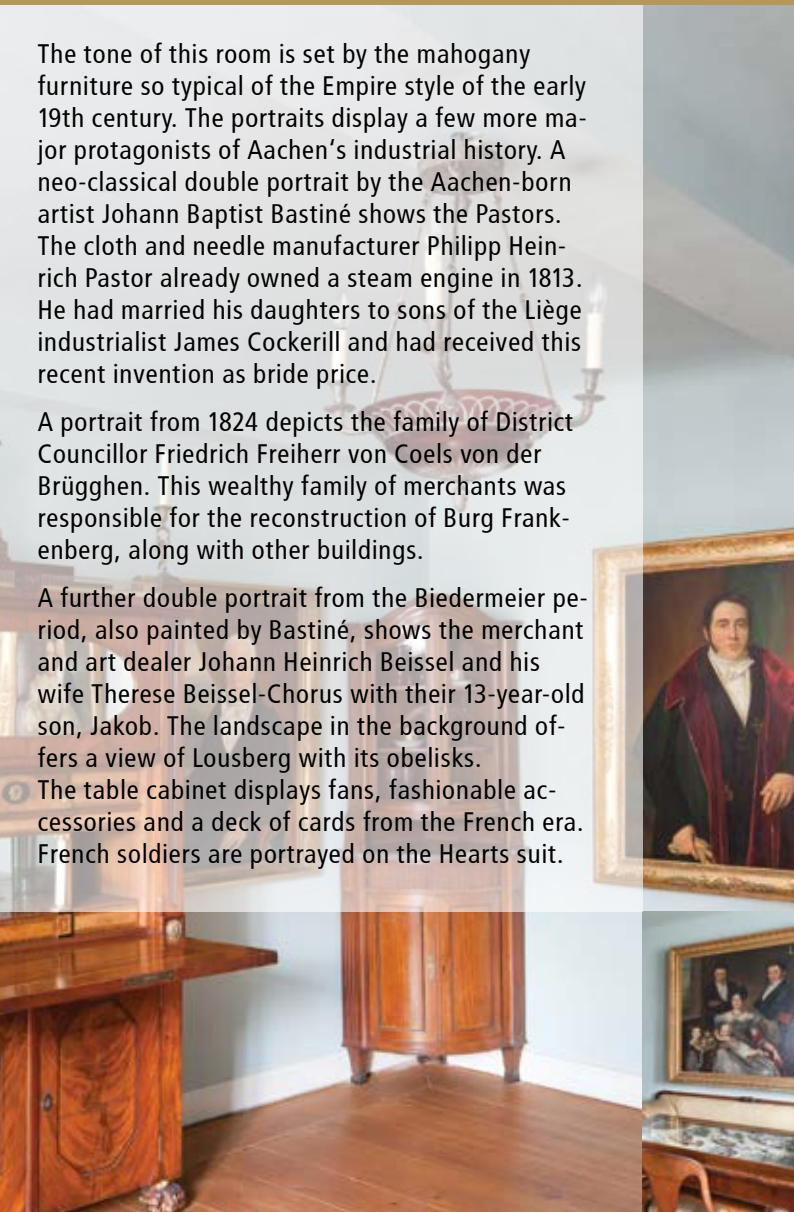 The tone of this room is set by the mahogany
furniture so typical of the Empire style of the early
19th century. The portraits display a few more ma-
jor protagonists of Aachen‘s industrial history. A
neo-classical double portrait by the Aachen-born
artist Johann Baptist Bastiné shows the Pastors.
The cloth and needle manufacturer Philipp Hein-
rich Pastor already owned a steam engine in 1813.
He had married his daughters to sons of the Liège
industrialist James Cockerill and had received this
recent invention as bride price.
A portrait from 1824 depicts the family of District
Councillor Friedrich Freiherr von Coels von der
Brügghen. This wealthy family of merchants was
responsible for the reconstruction of Burg Frank-
enberg, along with other buildings.
A further double portrait from the Biedermeier pe-
riod, also painted by Bastiné, shows the merchant
and art dealer Johann Heinrich Beissel and his
wife Therese Beissel-Chorus with their 13-year-old
son, Jakob. The landscape in the background of-
fers a view of Lousberg with its obelisks.
The table cabinet displays fans, fashionable ac-
cessories and a deck of cards from the French era.
French soldiers are portrayed on the Hearts suit.